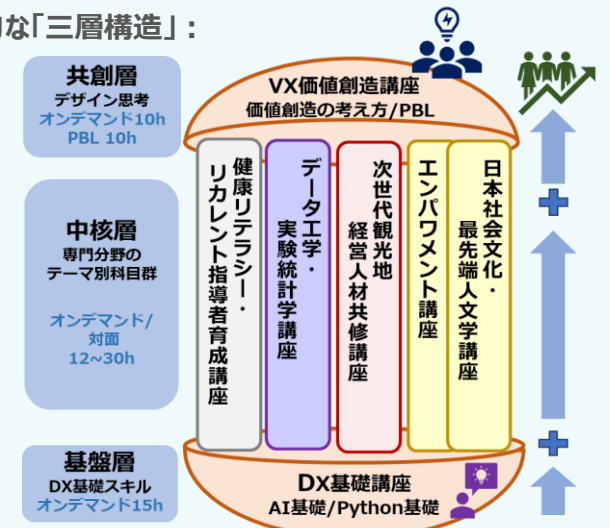 な「三層構造」:
共創層
デザイン思考
オンデマンド10h
PBL 10h
VX価値創造講座
価値創造の考え方/PBL
中核層
専門分野の
テーマ別科目群
オンデマンド/
対面
12~30h
健康リテラシー・
リカレント指導者育成講座
データ工学・
実験統計学講座
次世代観光地
経営人材共修講座
エンパワメント講座
日本社会文化・
最先端人文学講座
基盤層
DX基礎スキル
オンデマンド15h
DX基礎講座
AI基礎/Python基礎